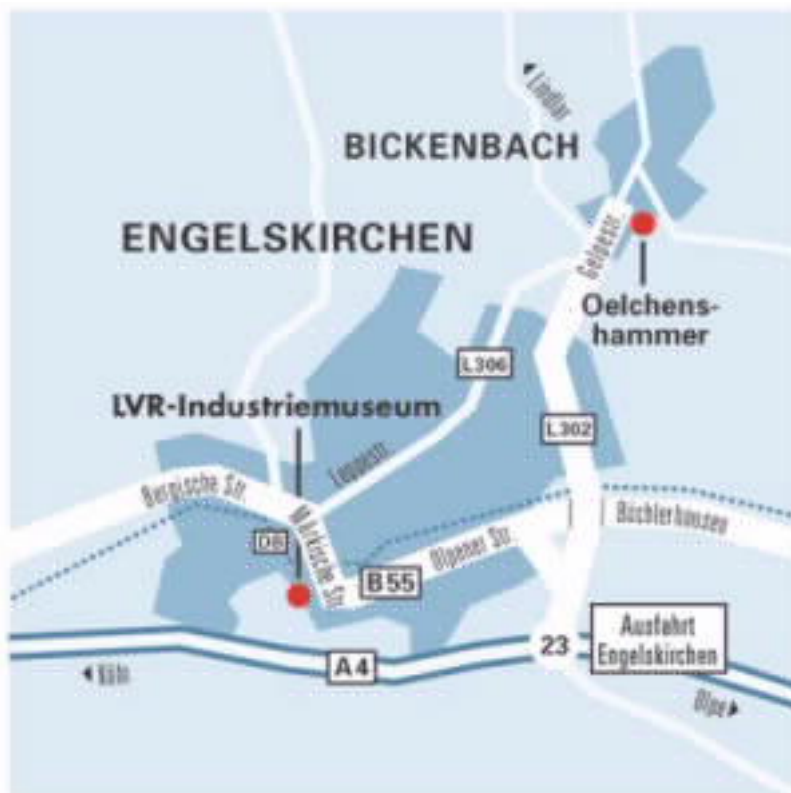 Lindlar
BICKENBACH
ENGELSKIRCHEN
Gelpestr.
Oelchens-
hammer
L306
LVR-Industriemuseum
L302
Bergische Str.
Märkische Str.
Olpener Str.
Büchlerhausen
B55
23
Ausfahrt
Engelskirchen
A4
Köln
Olpe